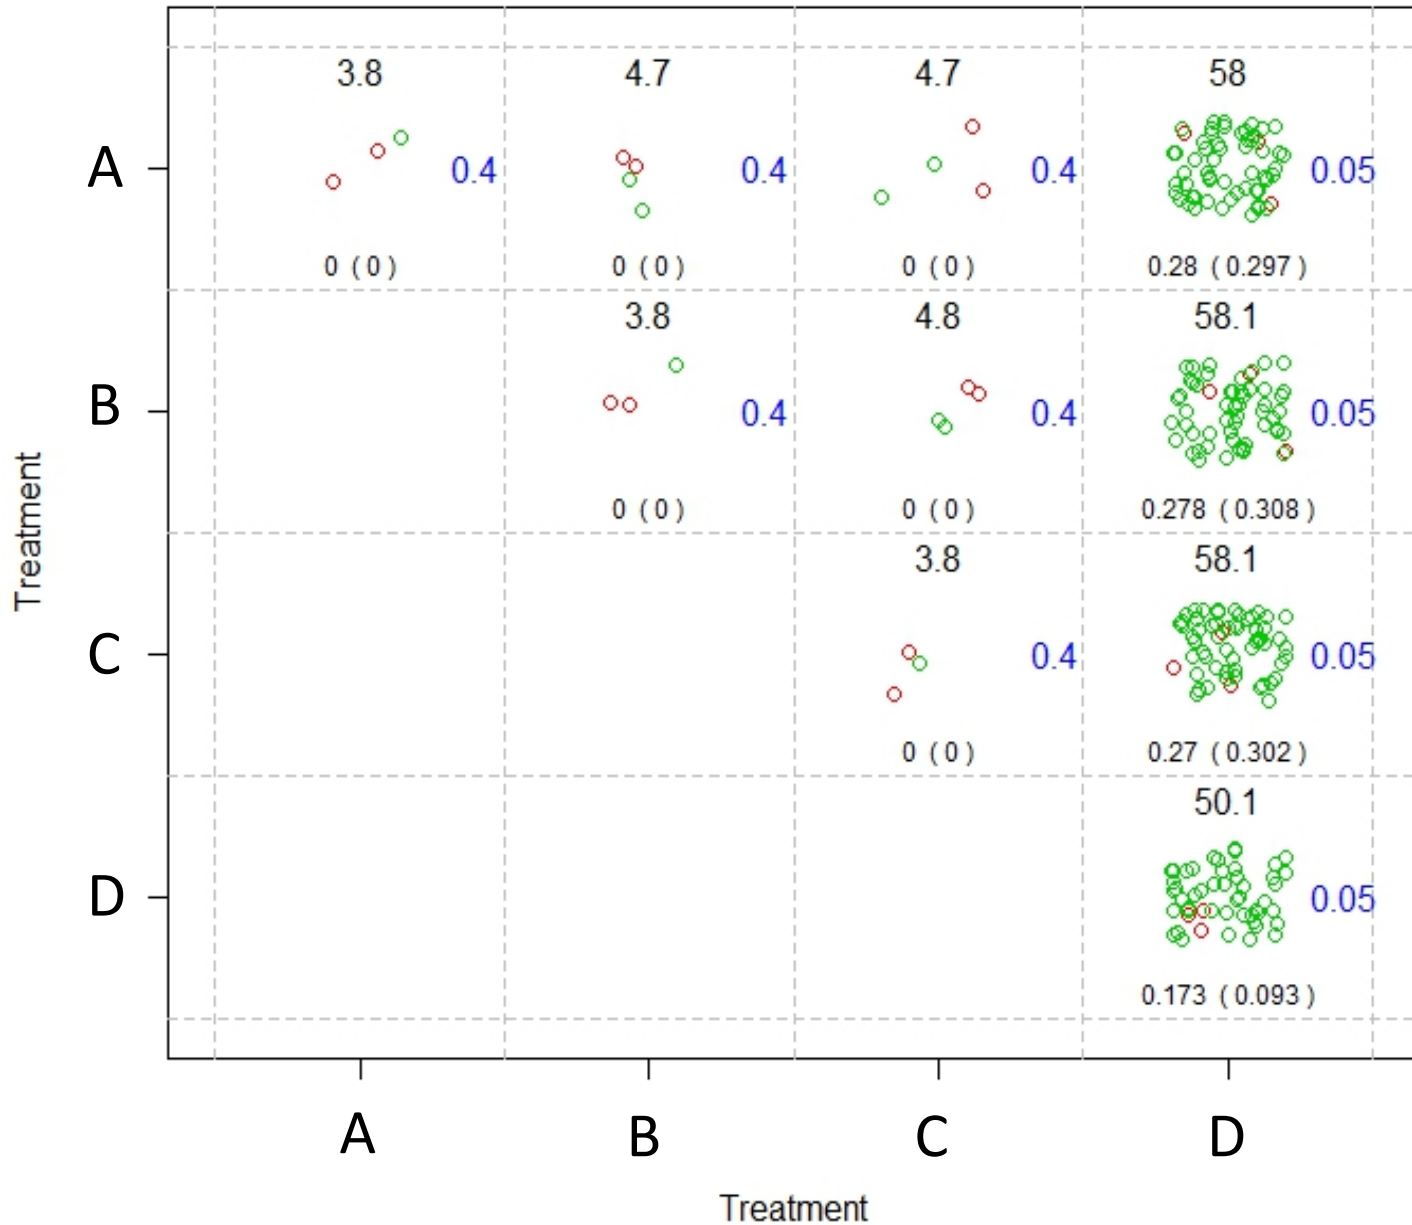 3.8 4.7 4.7 58
A 0.4 0.4 0.4 0.05
0 ( 0 ) 0 ( 0 ) 0 ( 0 ) 0.28 ( 0.297 )
3.8 4.8 58.1
B 0.4 0.4 0.05
0 ( 0 ) 0 ( 0 ) 0.278 ( 0.308 )
Treatment
3.8 58.1
C 0.4 0.05
0 ( 0 ) 0.27 ( 0.302 )
50.1
D 0.05
0.173 ( 0.093 )
A B C D
Treatment